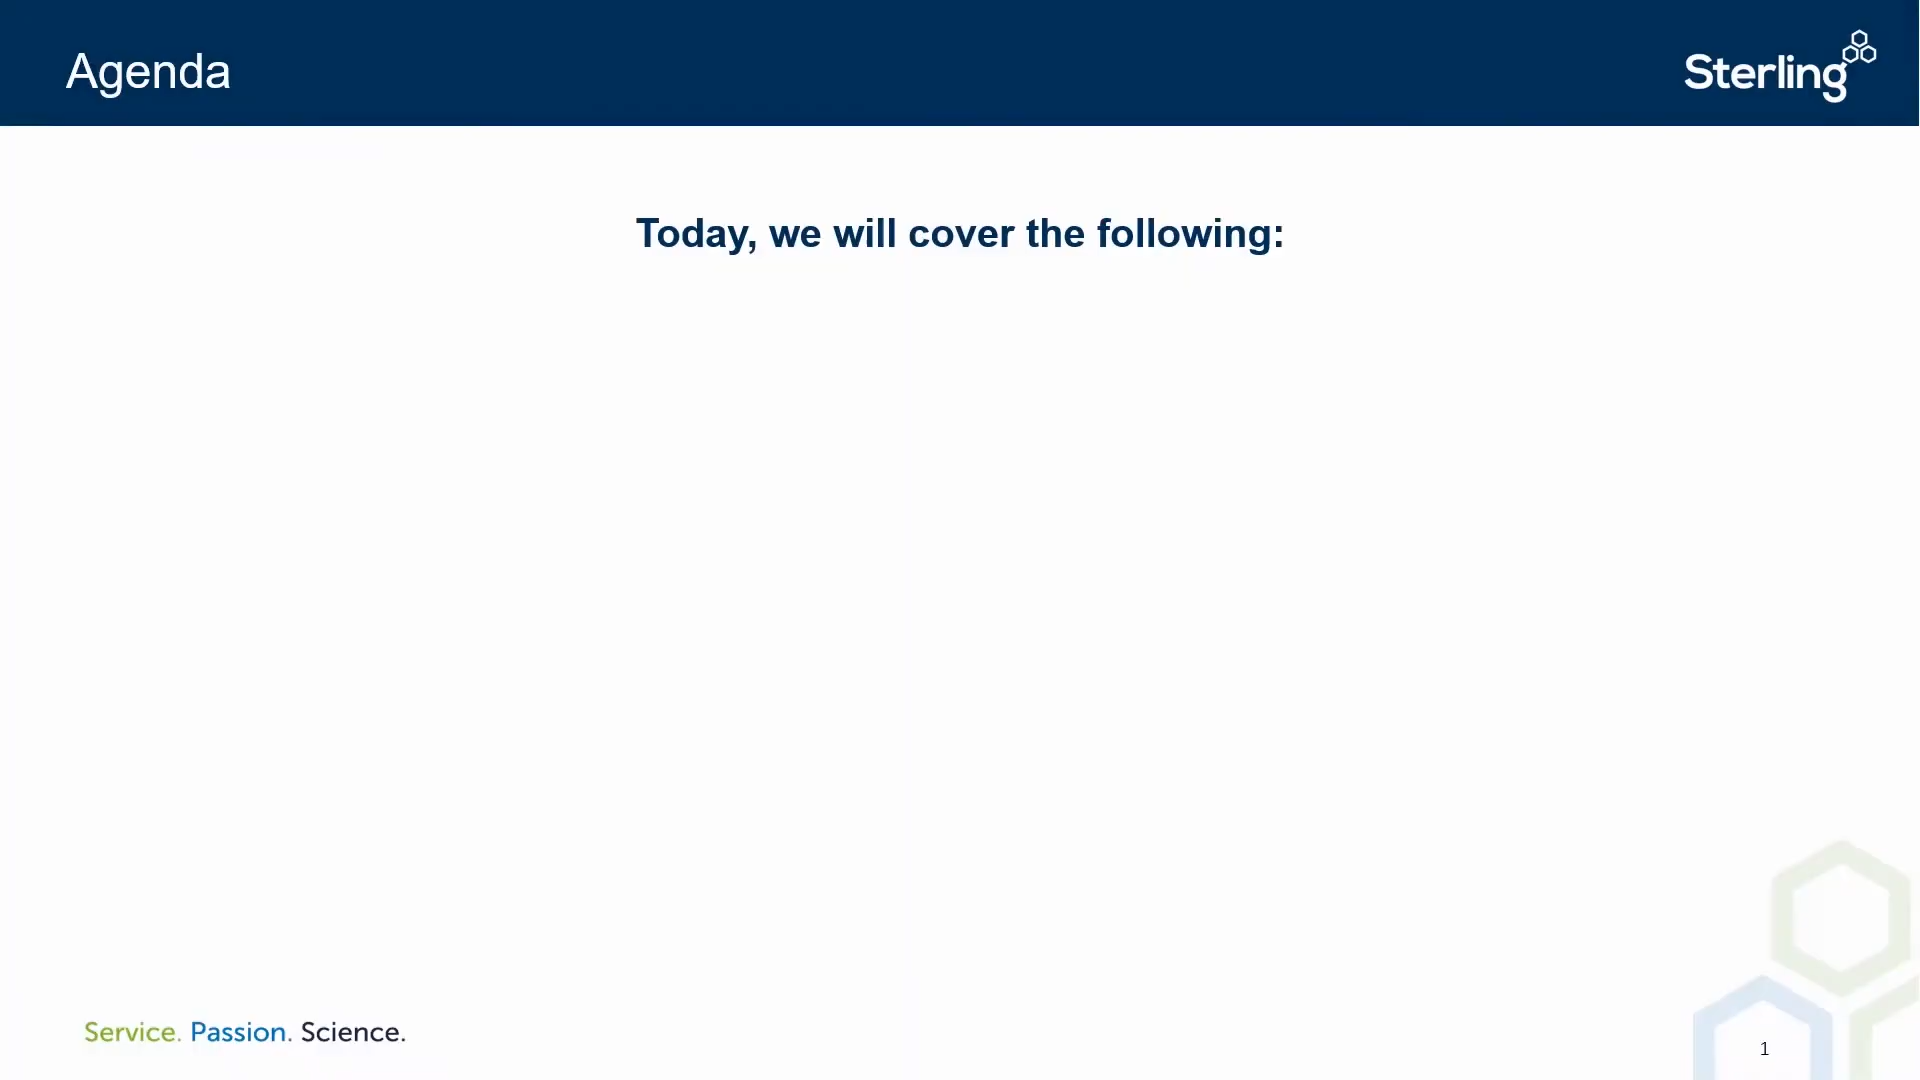 Agenda
Sterling
Today, we will cover the following:
Service. Passion. Science.
1